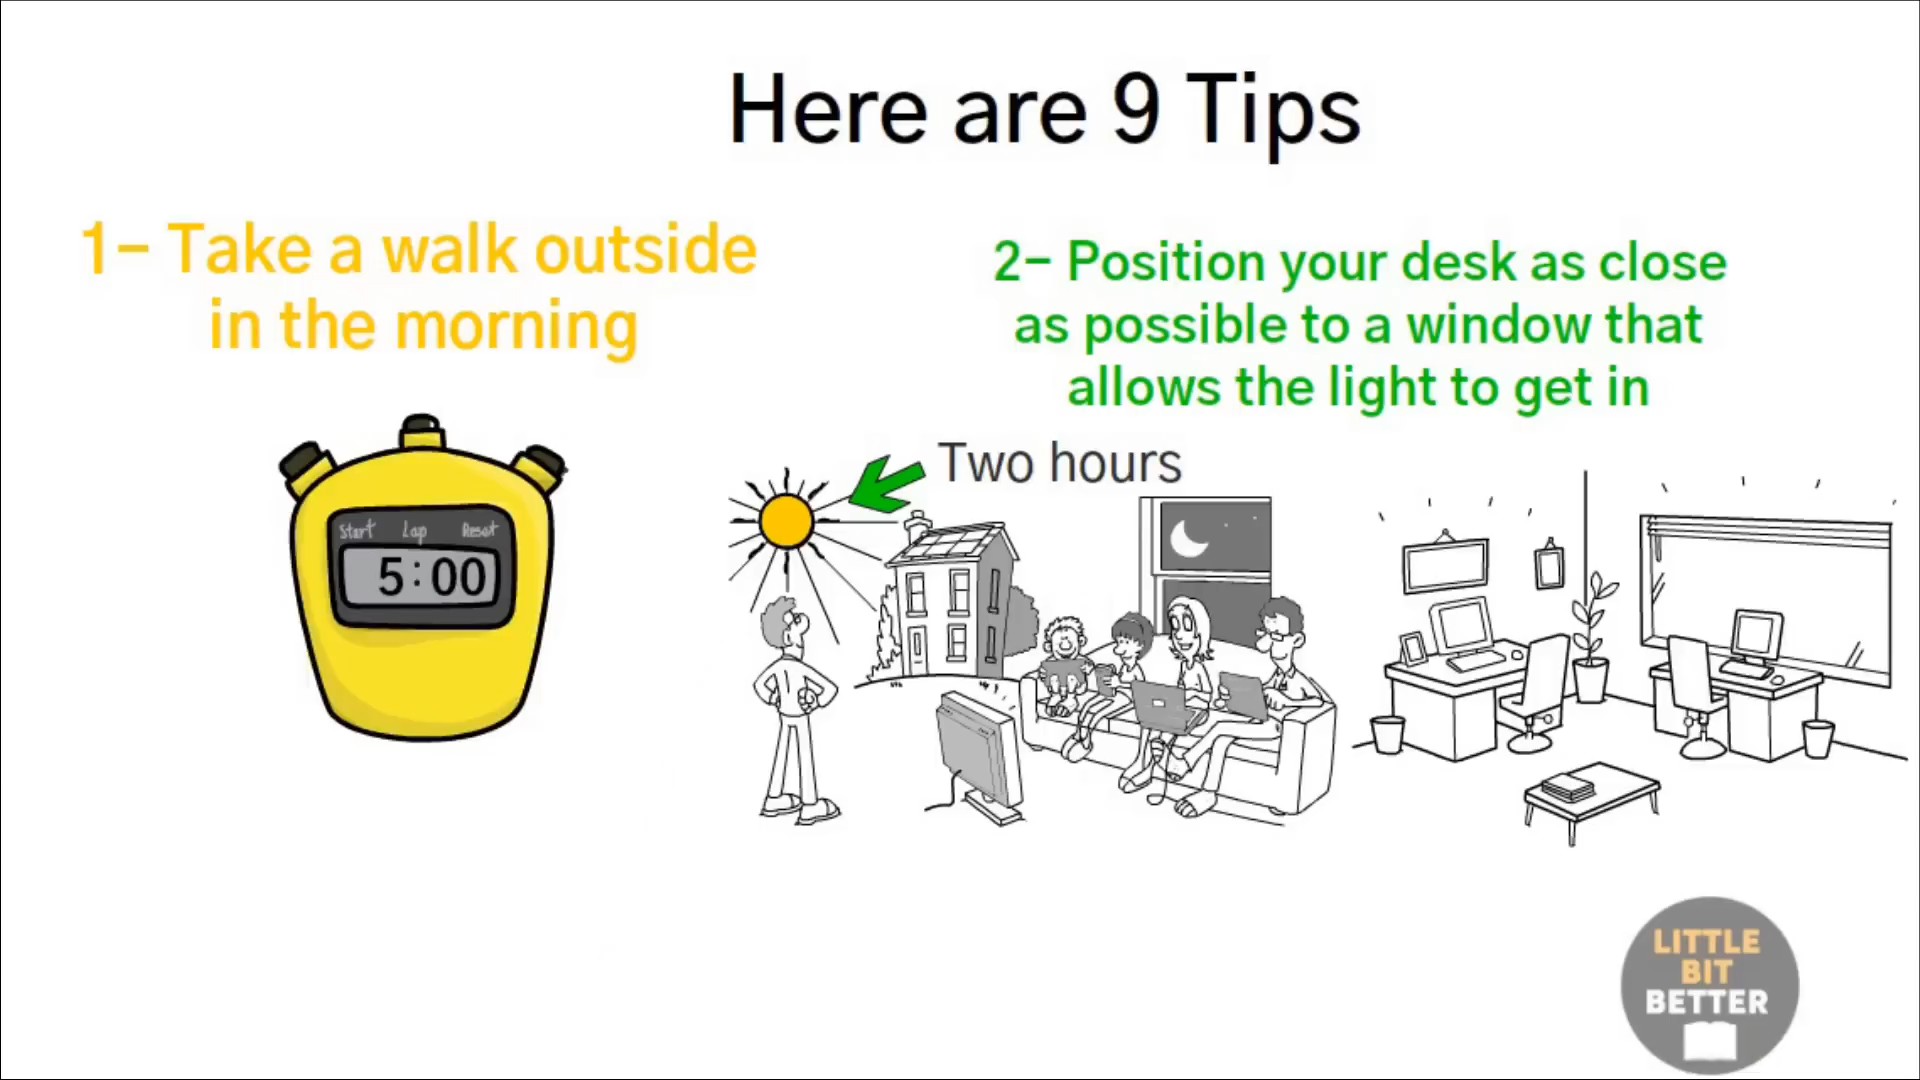 Here are 9 Tips
1- Take a walk outside
in the morning
2- Position your desk as close
as possible to a window that
allows the light to get in
Two hours
Start Lap Reset
5:00
LITTLE
BIT
BETTER